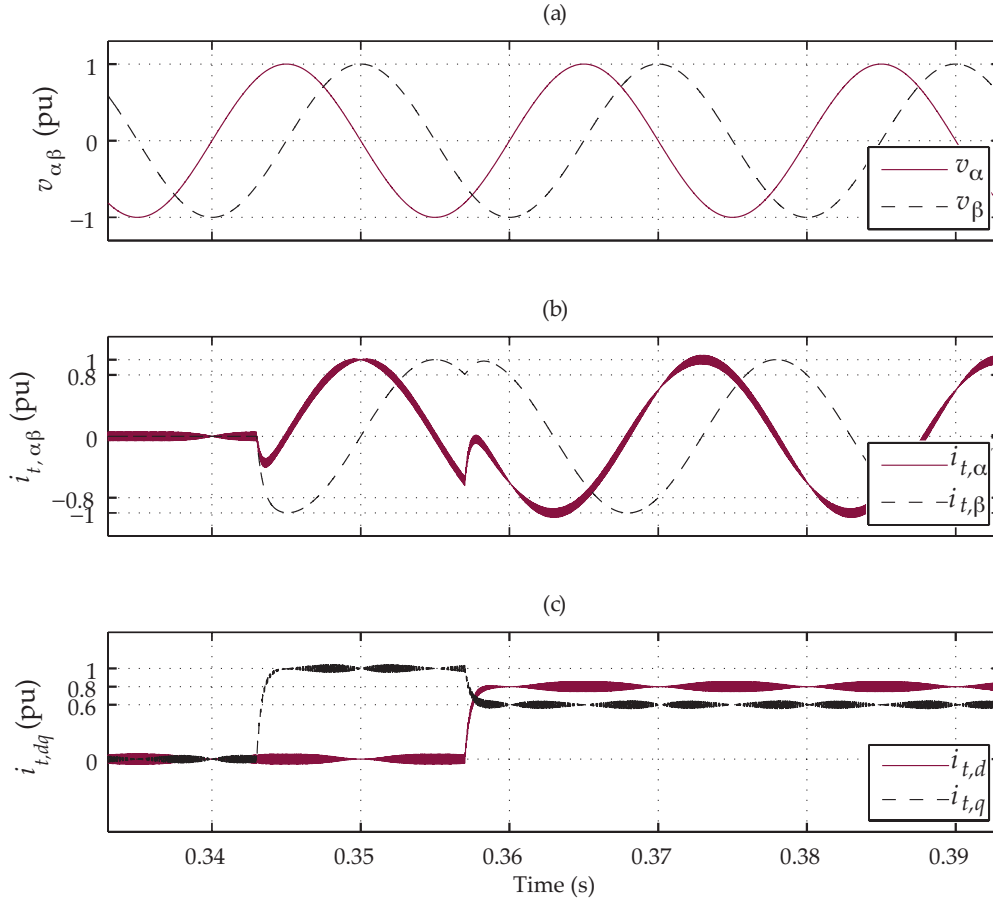 (a)
v_αβ (pu)
1
0
−1
v_α
v_β
(b)
i_t,αβ (pu)
1
0.8
0
−0.8
−1
i_t,α
i_t,β
(c)
i_t,dq (pu)
1
0.8
0.6
0
i_t,d
i_t,q
0.34 0.35 0.36 0.37 0.38 0.39
Time (s)